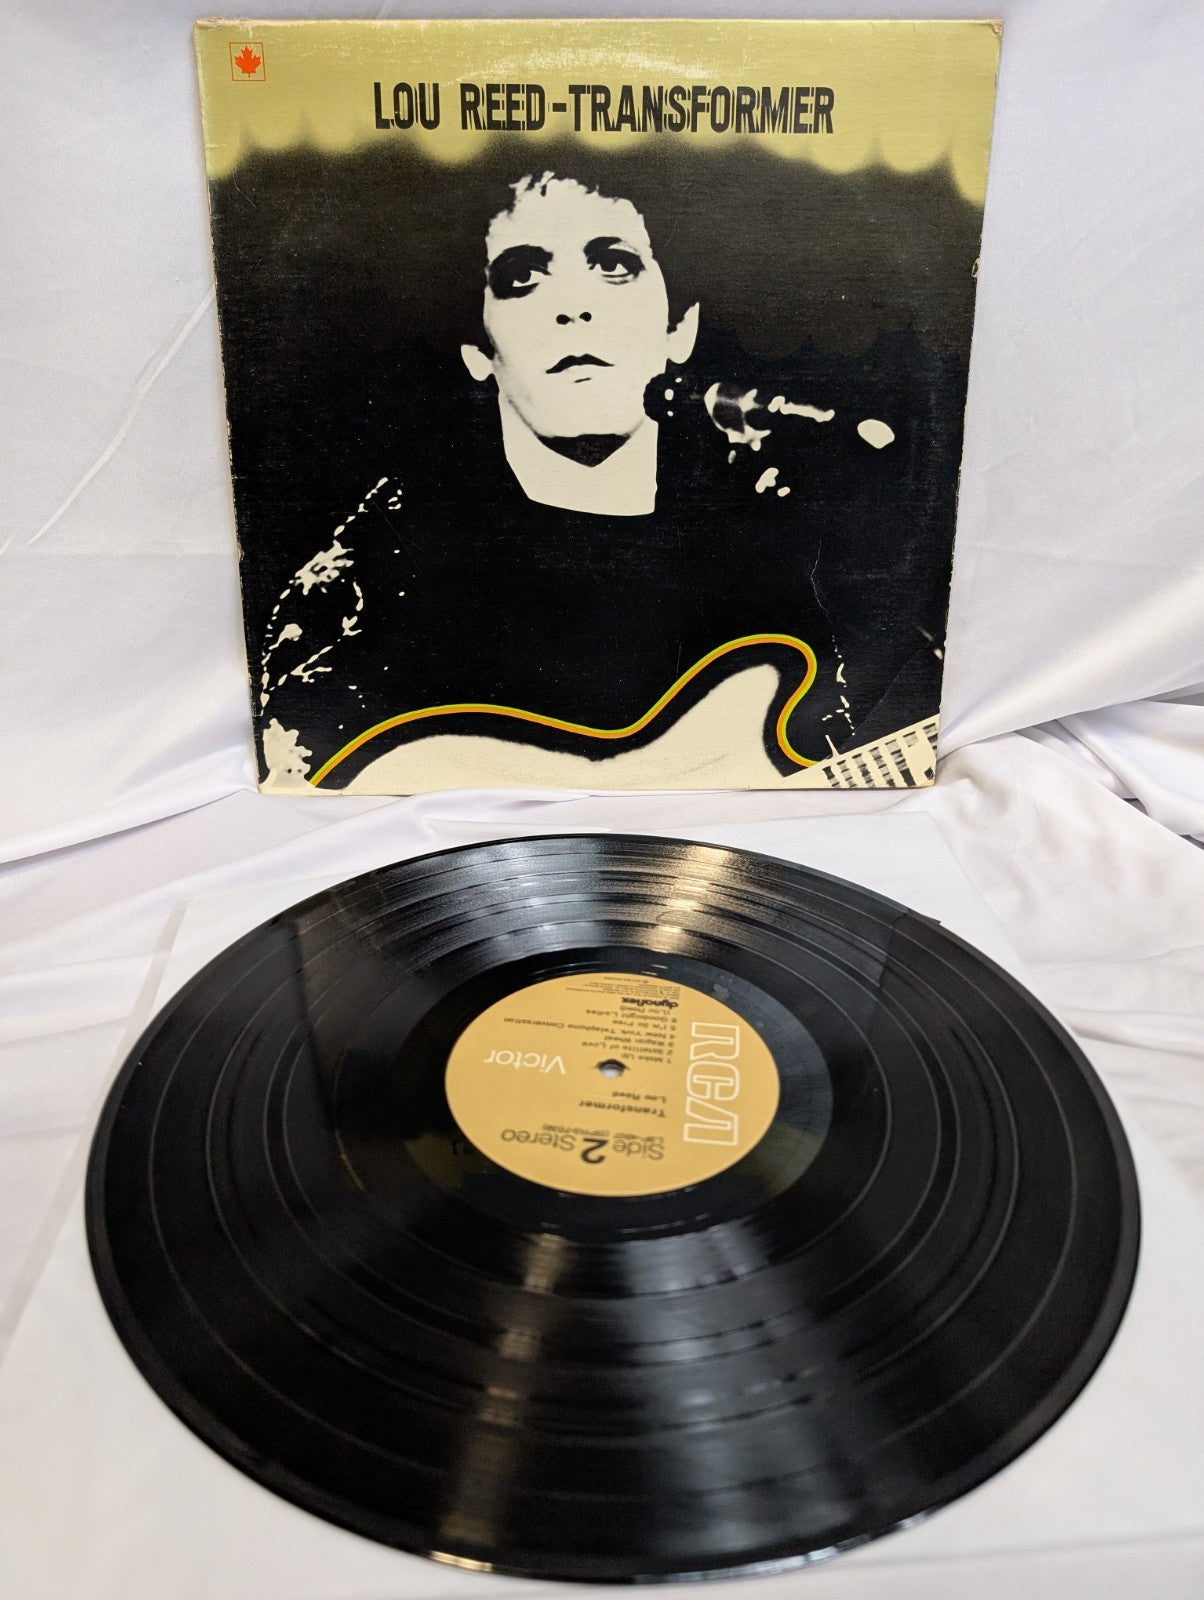 LOU REED-TRANSFORMER
RCA
Victor
Side 2 Stereo
Transformer
Lou Reed
1 Make Up
2 Satellite of Love
3 Wagon Wheel
4 New York Telephone Conversation
5 I'm So Free
6 Goodnight Ladies
(Lou Reed)
dynaflex